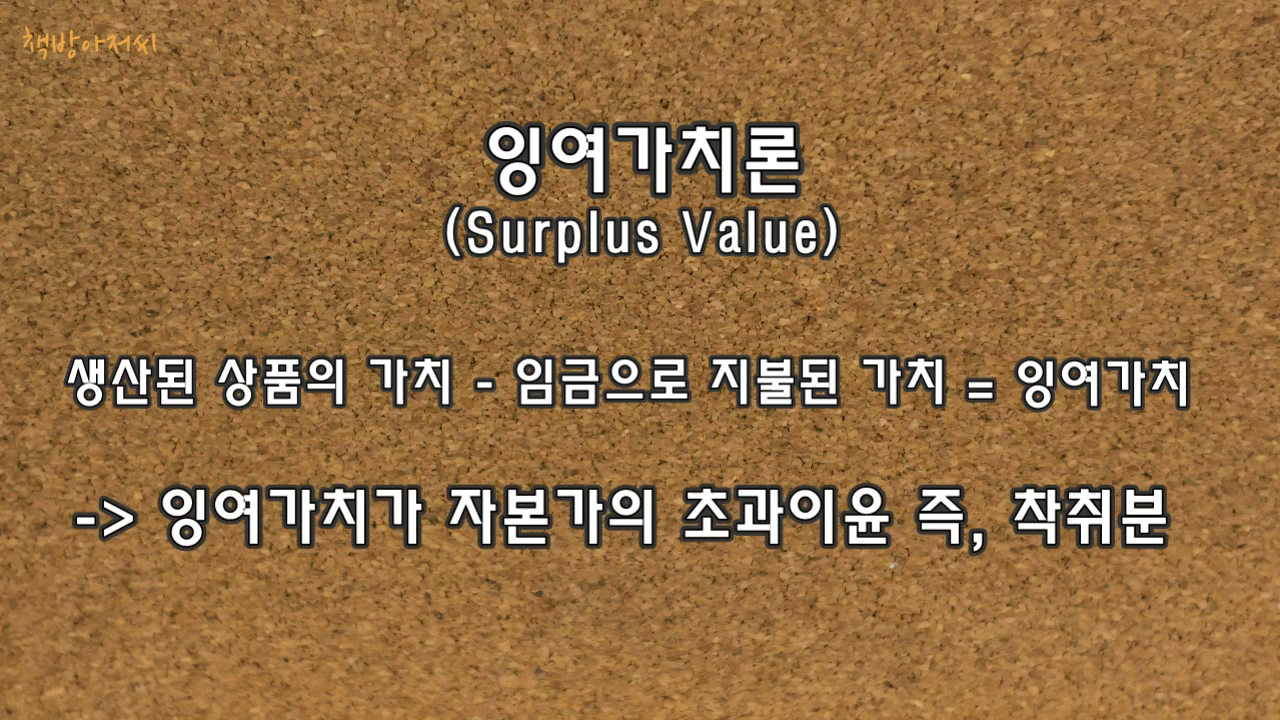 책방아저씨
잉여가치론
(Surplus Value)
생산된 상품의 가치 - 임금으로 지불된 가치 = 잉여가치
-> 잉여가치가 자본가의 초과이윤 즉, 착취분